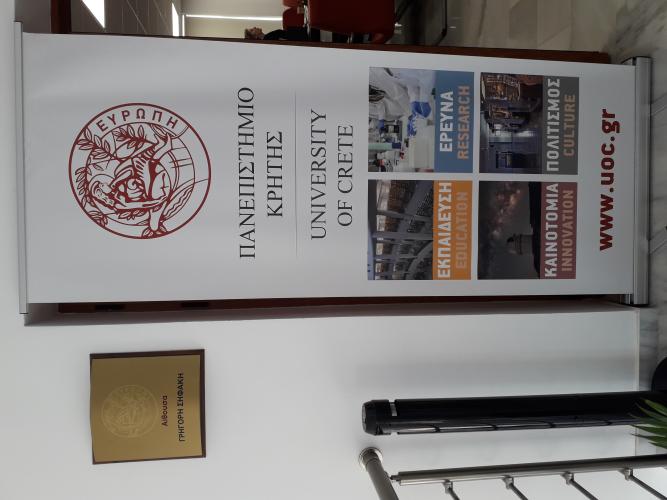 ΕΥΡΩΠΗ
ΠΑΝΕΠΙΣΤΗΜΙΟ
ΚΡΗΤΗΣ
UNIVERSITY
OF CRETE
ΕΚΠΑΙΔΕΥΣΗ
EDUCATION
ΕΡΕΥΝΑ
RESEARCH
ΚΑΙΝΟΤΟΜΙΑ
INNOVATION
ΠΟΛΙΤΙΣΜΟΣ
CULTURE
www.uoc.gr
Αίθουσα
ΓΡΗΓΟΡΗ ΣΗΦΑΚΗ